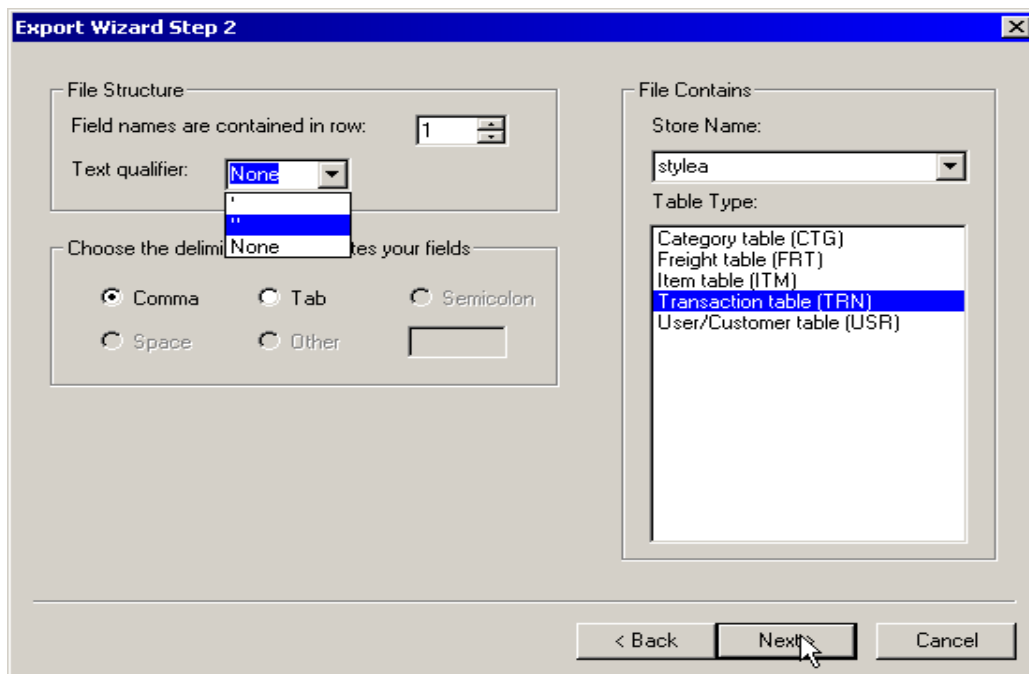 Export Wizard Step 2
File Structure
Field names are contained in row:
1
Text qualifier:
None
'
"
None
Choose the delimi
tes your fields
Comma
Tab
Semicolon
Space
Other
File Contains
Store Name:
stylea
Table Type:
Category table (CTG)
Freight table (FRT)
Item table (ITM)
Transaction table (TRN)
User/Customer table (USR)
< Back
Next >
Cancel